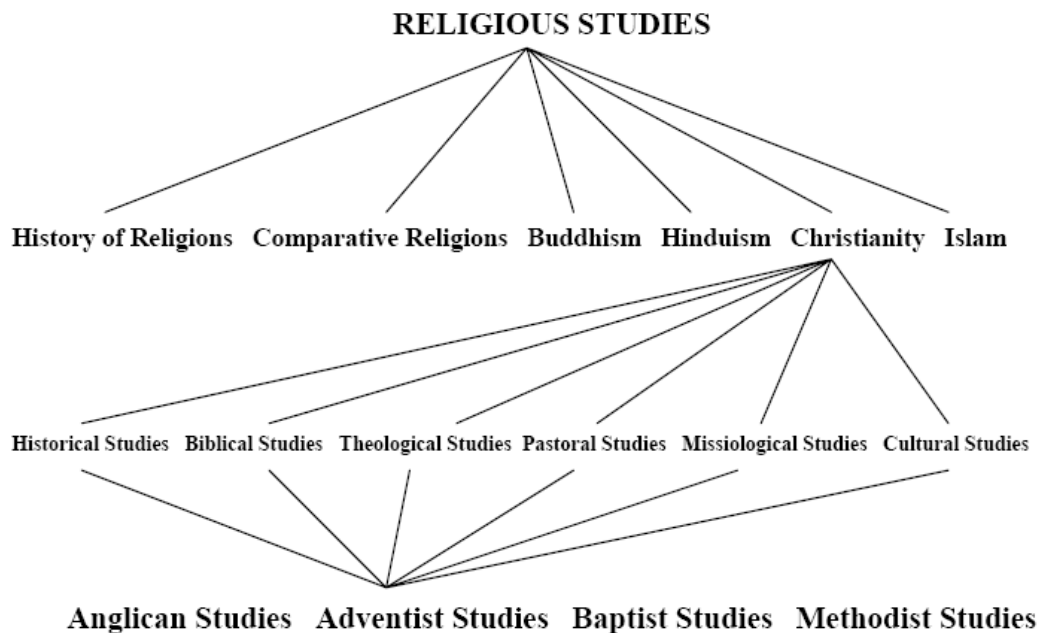 RELIGIOUS STUDIES
History of Religions Comparative Religions Buddhism Hinduism Christianity Islam
Historical Studies Biblical Studies Theological Studies Pastoral Studies Missiological Studies Cultural Studies
Anglican Studies Adventist Studies Baptist Studies Methodist Studies